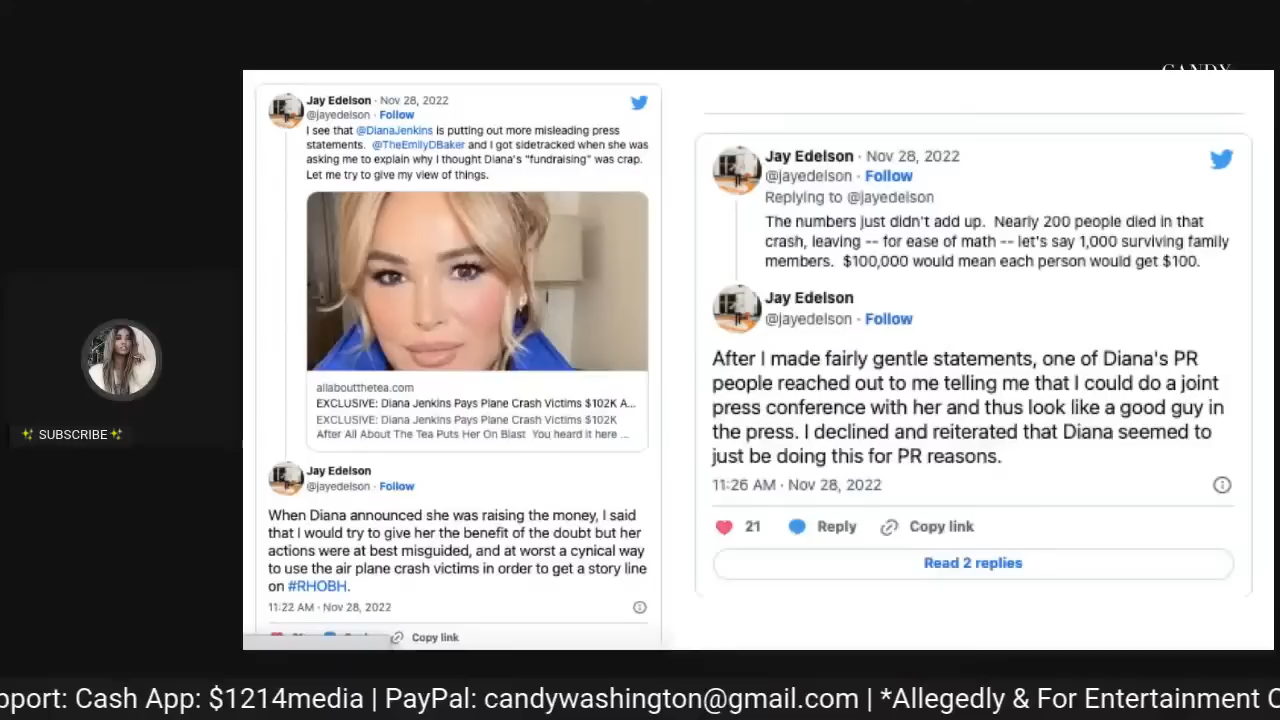 CANDY
Jay Edelson · Nov 28, 2022
@jayedelson · Follow
I see that @DianaJenkins is putting out more misleading press
statements. @TheEmilyDBaker and I got sidetracked when she was
asking me to explain why I thought Diana's "fundraising" was crap.
Let me try to give my view of things.
allaboutthetea.com
EXCLUSIVE: Diana Jenkins Pays Plane Crash Victims $102K A...
EXCLUSIVE: Diana Jenkins Pays Plane Crash Victims $102K
After All About The Tea Puts Her On Blast You heard it here ...
Jay Edelson
@jayedelson · Follow
When Diana announced she was raising the money, I said
that I would try to give her the benefit of the doubt but her
actions were at best misguided, and at worst a cynical way
to use the air plane crash victims in order to get a story line
on #RHOBH.
11:22 AM · Nov 28, 2022
Copy link
Jay Edelson · Nov 28, 2022
@jayedelson · Follow
Replying to @jayedelson
The numbers just didn't add up. Nearly 200 people died in that
crash, leaving -- for ease of math -- let's say 1,000 surviving family
members. $100,000 would mean each person would get $100.
Jay Edelson
@jayedelson · Follow
After I made fairly gentle statements, one of Diana's PR
people reached out to me telling me that I could do a joint
press conference with her and thus look like a good guy in
the press. I declined and reiterated that Diana seemed to
just be doing this for PR reasons.
11:26 AM · Nov 28, 2022
21 Reply Copy link
Read 2 replies
✨ SUBSCRIBE ✨
pport: Cash App: $1214media | PayPal: candywashington@gmail.com | *Allegedly & For Entertainment